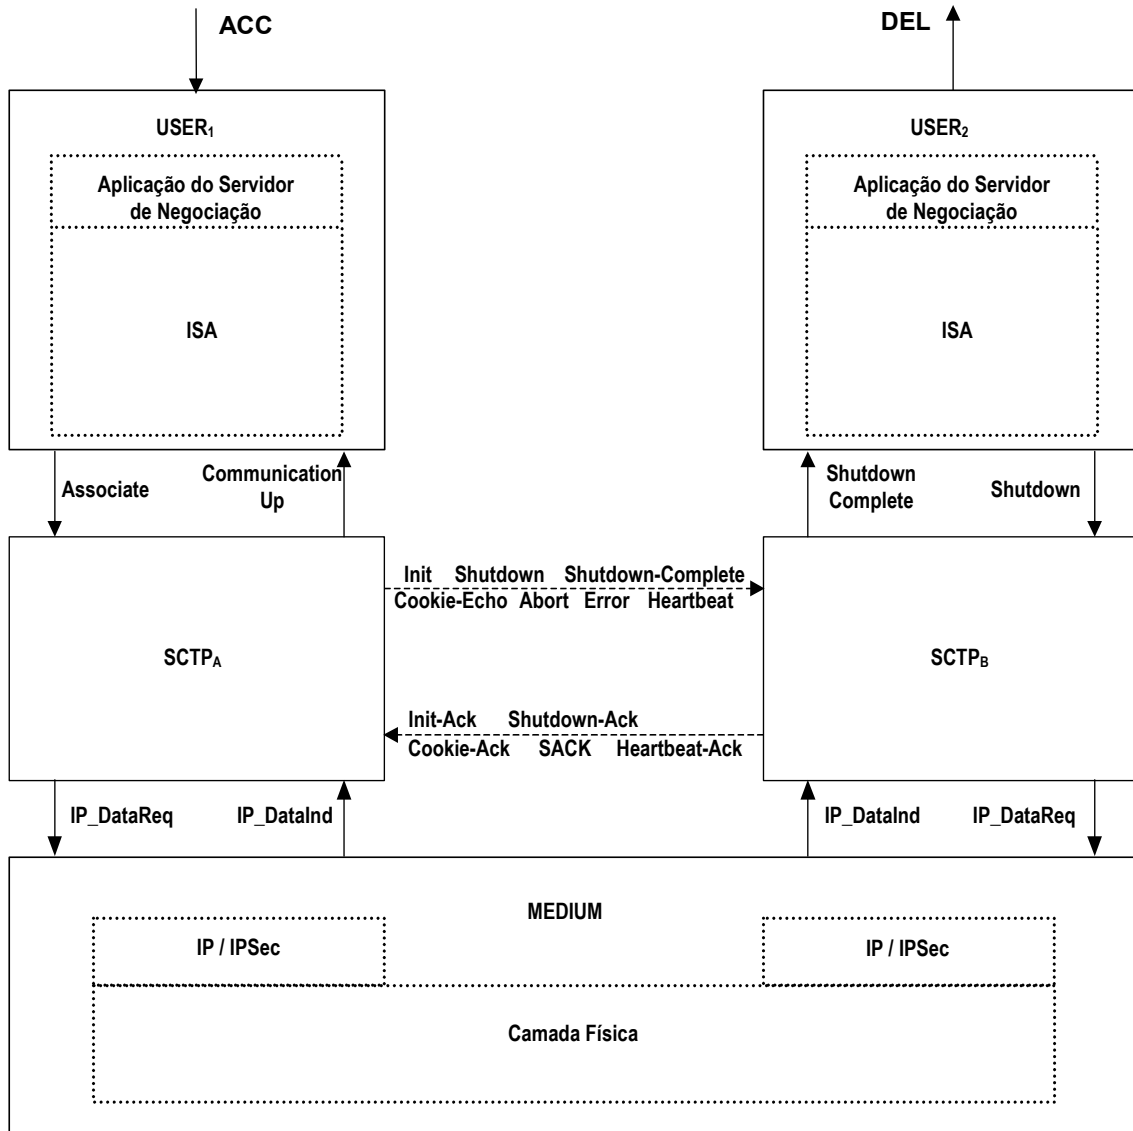 ACC
DEL
USER₁
USER₂
Aplicação do Servidor
de Negociação
Aplicação do Servidor
de Negociação
ISA
ISA
Associate
Communication
Up
Shutdown
Complete
Shutdown
Init Shutdown Shutdown-Complete
Cookie-Echo Abort Error Heartbeat
SCTPA
SCTPB
Init-Ack Shutdown-Ack
Cookie-Ack SACK Heartbeat-Ack
IP_DataReq
IP_DataInd
IP_DataInd
IP_DataReq
MEDIUM
IP / IPSec
IP / IPSec
Camada Física